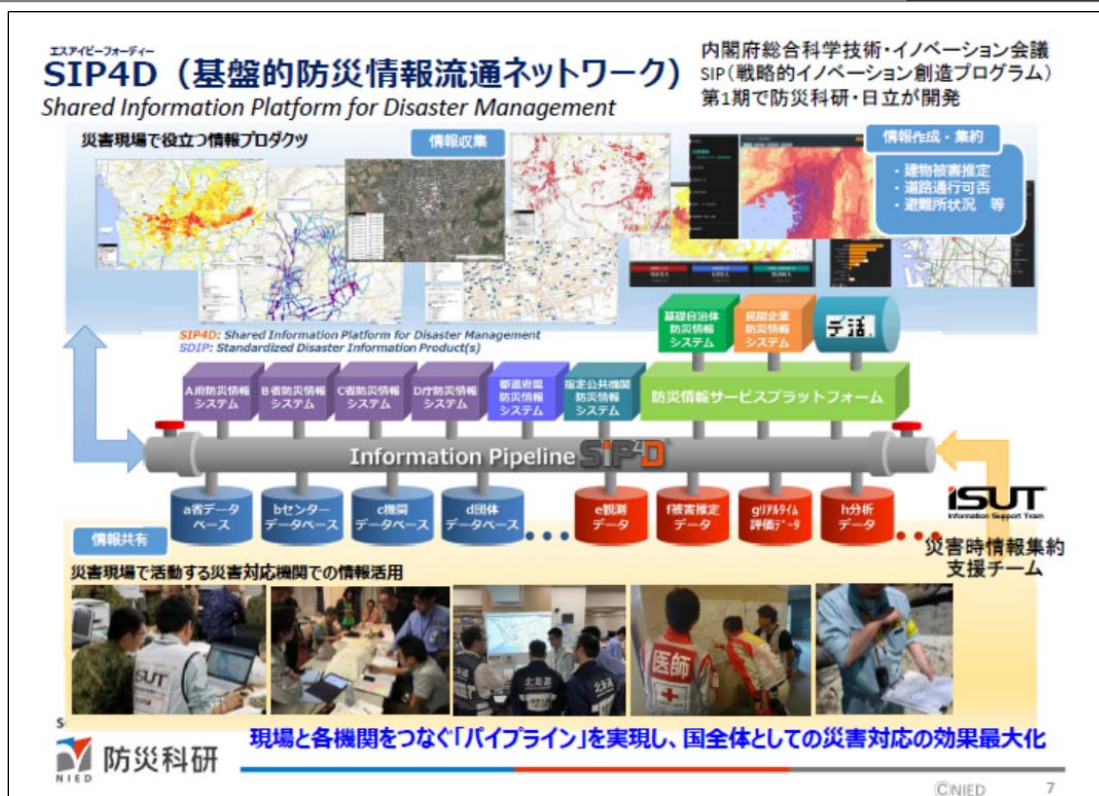 エスアイピーフォーディー
SIP4D（基盤的防災情報流通ネットワーク）
Shared Information Platform for Disaster Management
内閣府総合科学技術・イノベーション会議
SIP（戦略的イノベーション創造プログラム）
第1期で防災科研・日立が開発
災害現場で役立つ情報プロダクツ
情報収集
情報作成・集約
・建物被害推定
・道路通行可否
・避難所状況 等
SIP4D: Shared Information Platform for Disaster Management
SDIP: Standardized Disaster Information Product(s)
基礎自治体
防災情報
システム
民間企業
防災情報
システム
デ活。
A府防災情報
システム
B省防災情報
システム
C省防災情報
システム
D庁防災情報
システム
都道府県
防災情報
システム
指定公共機関
防災情報
システム
防災情報サービスプラットフォーム
Information Pipeline SIP4D
a省データ
ベース
bセンター
データベース
c機関
データベース
d団体
データベース
e観測
データ
f被害推定
データ
gリアルタイム
評価ﾃﾞｰﾀ
h分析
データ
iSUT
Information Support Team
災害時情報集約
支援チーム
情報共有
災害現場で活動する災害対応機関での情報活用
iSUT
北海道
北海道
医師
現場と各機関をつなぐ「パイプライン」を実現し、国全体としての災害対応の効果最大化
NIED
防災科研
©NIED
7